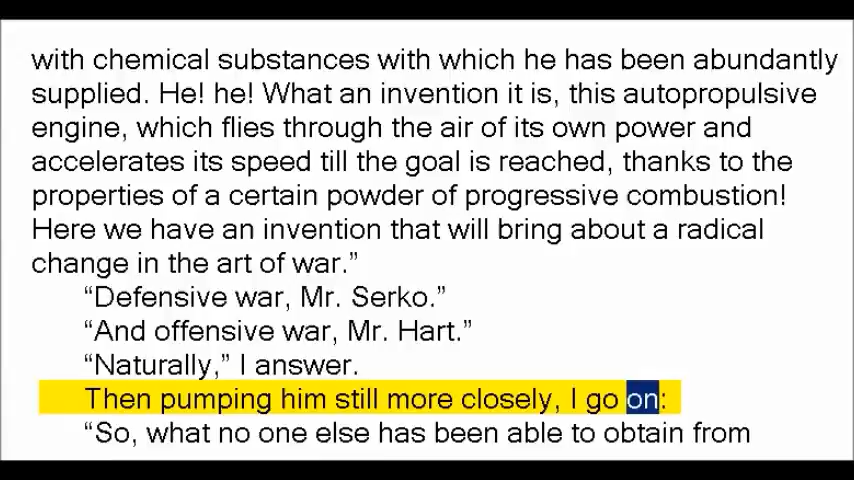 with chemical substances with which he has been abundantly
supplied. He! he! What an invention it is, this autopropulsive
engine, which flies through the air of its own power and
accelerates its speed till the goal is reached, thanks to the
properties of a certain powder of progressive combustion!
Here we have an invention that will bring about a radical
change in the art of war.”
“Defensive war, Mr. Serko.”
“And offensive war, Mr. Hart.”
“Naturally,” I answer.
Then pumping him still more closely, I go on:
“So, what no one else has been able to obtain from